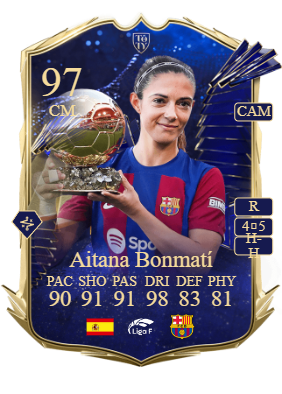 TOTY
97
CM
CAM
R
4□5
H-
H
Spo
Aitana Bonmatí
PAC SHO PAS DRI DEF PHY
90 91 91 98 83 81
Liga F